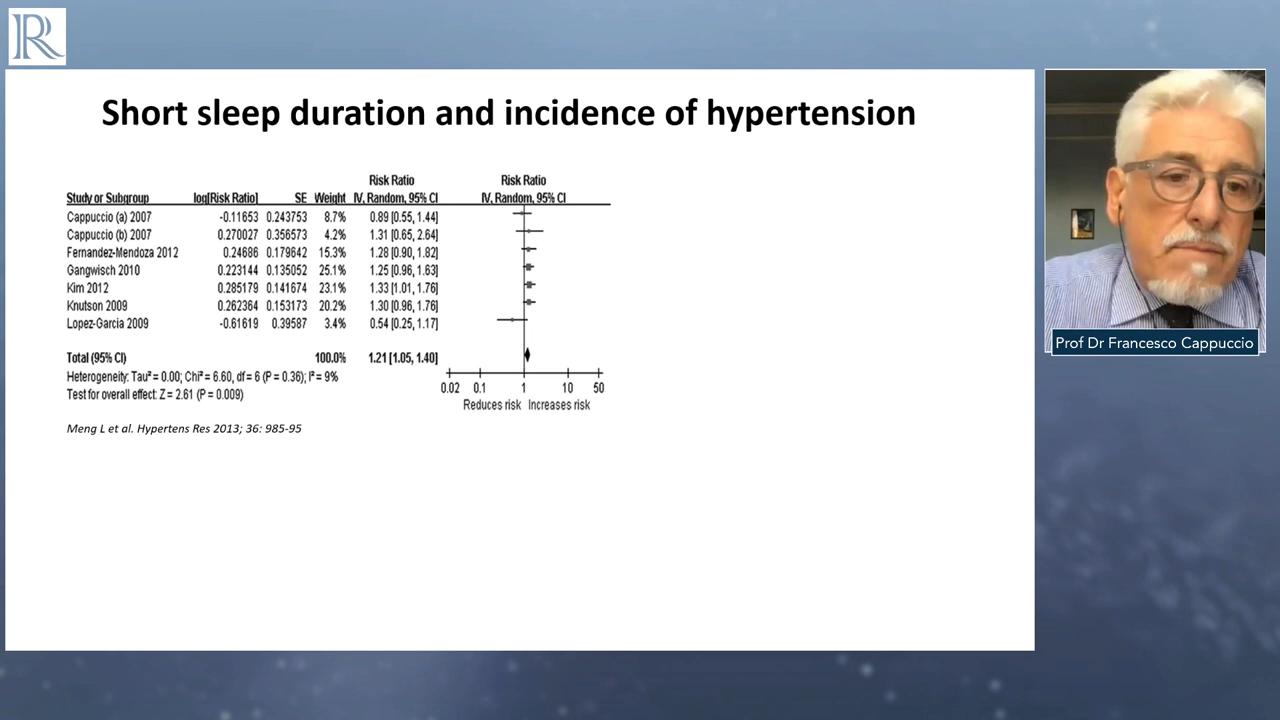 R
Short sleep duration and incidence of hypertension
Risk Ratio Risk Ratio
Study or Subgroup log[Risk Ratio] SE Weight IV, Random, 95% CI IV, Random, 95% CI
Cappuccio (a) 2007 -0.11653 0.243753 8.7% 0.89 [0.55, 1.44]
Cappuccio (b) 2007 0.270027 0.356573 4.2% 1.31 [0.65, 2.64]
Fernandez-Mendoza 2012 0.24686 0.179642 15.3% 1.28 [0.90, 1.82]
Gangwisch 2010 0.223144 0.135052 25.1% 1.25 [0.96, 1.63]
Kim 2012 0.285179 0.141674 23.1% 1.33 [1.01, 1.76]
Knutson 2009 0.262364 0.153173 20.2% 1.30 [0.96, 1.76]
Lopez-Garcia 2009 -0.61619 0.39587 3.4% 0.54 [0.25, 1.17]
Total (95% CI) 100.0% 1.21 [1.05, 1.40]
Heterogeneity: Tau² = 0.00; Chi² = 6.60, df = 6 (P = 0.36); I² = 9%
Test for overall effect: Z = 2.61 (P = 0.009)
0.02 0.1 1 10 50
Reduces risk Increases risk
Meng L et al. Hypertens Res 2013; 36: 985-95
Prof Dr Francesco Cappuccio